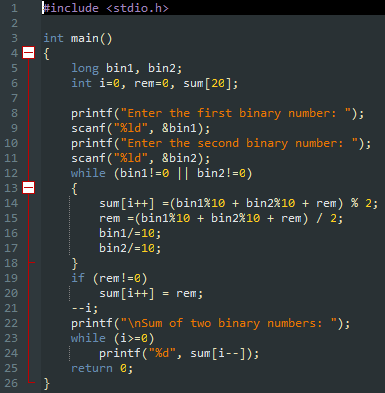 1 #include <stdio.h>
2
3 int main()
4 {
5 long bin1, bin2;
6 int i=0, rem=0, sum[20];
7
8 printf("Enter the first binary number: ");
9 scanf("%ld", &bin1);
10 printf("Enter the second binary number: ");
11 scanf("%ld", &bin2);
12 while (bin1!=0 || bin2!=0)
13 {
14 sum[i++] =(bin1%10 + bin2%10 + rem) % 2;
15 rem =(bin1%10 + bin2%10 + rem) / 2;
16 bin1/=10;
17 bin2/=10;
18 }
19 if (rem!=0)
20 sum[i++] = rem;
21 --i;
22 printf("\nSum of two binary numbers: ");
23 while (i>=0)
24 printf("%d", sum[i--]);
25 return 0;
26 }